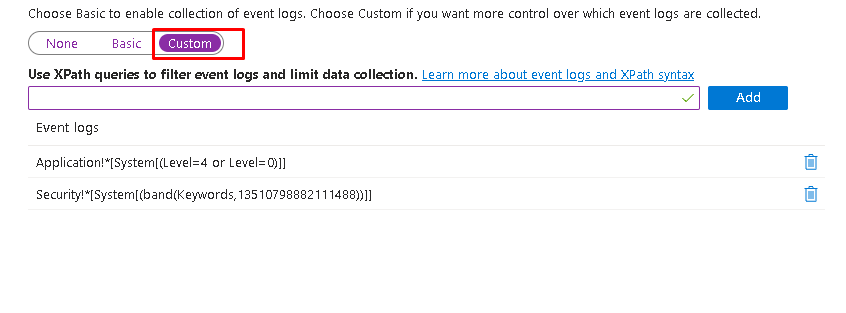 Choose Basic to enable collection of event logs. Choose Custom if you want more control over which event logs are collected.
None Basic Custom
Use XPath queries to filter event logs and limit data collection. Learn more about event logs and XPath syntax
Add
Event logs
Application!*[System[(Level=4 or Level=0)]]
Security!*[System[(band(Keywords,13510798882111488))]]